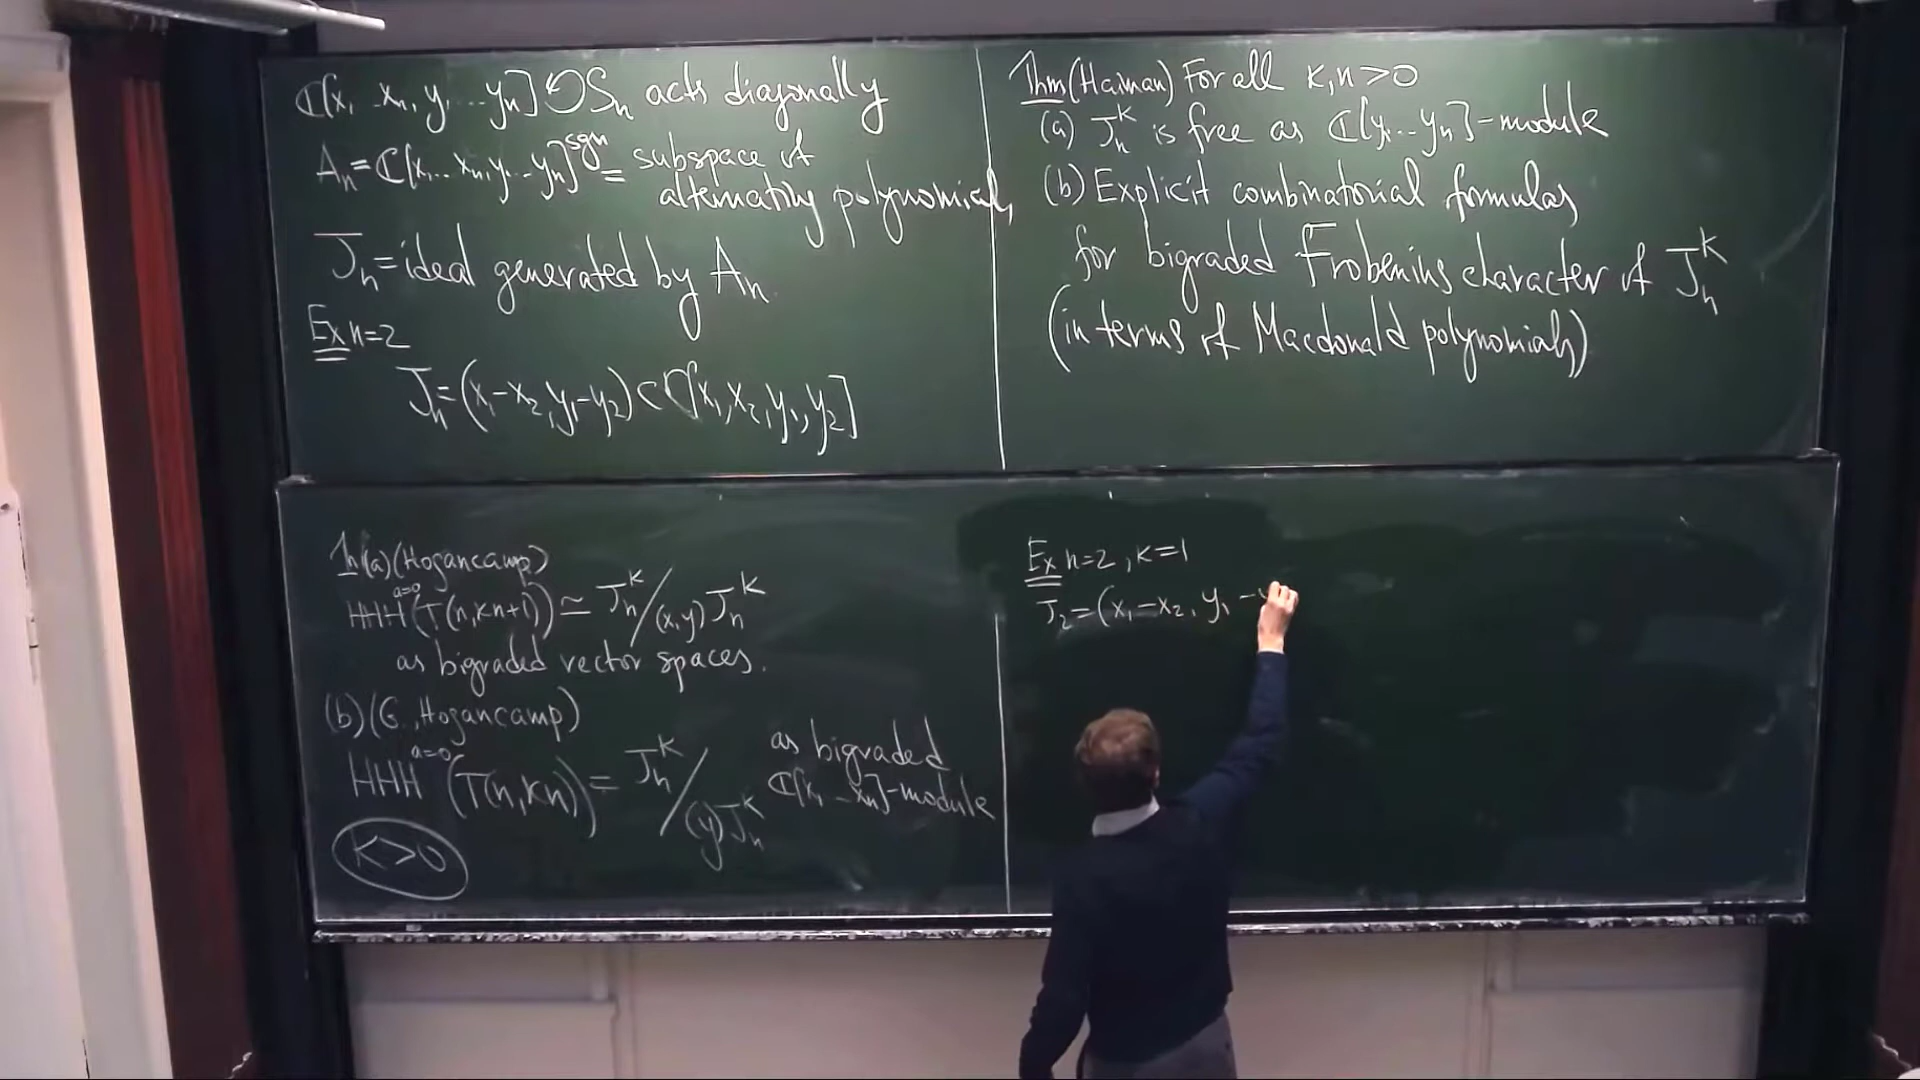 ℂ[x₁ .. xₙ, y₁ ... yₙ] ↺ Sₙ acts diagonally
Aₙ = ℂ[x₁ ... xₙ, y₁ ... yₙ]^sgn = subspace of
alternating polynomials
Jₙ = ideal generated by Aₙ.
Ex n=2
Jₙ = (x₁-x₂, y₁-y₂) ⊂ ℂ[x₁, x₂, y₁, y₂]
Thm (Haiman) For all k,n>0
(a) Jₙᵏ is free as ℂ[y₁...yₙ]-module
(b) Explicit combinatorial formulas
for bigraded Frobenius character of Jₙᵏ
(in terms of Macdonald polynomials)
Th (a) (Hogancamp)
HHH^{a=0}(T(n,kn+1)) ≃ Jₙᵏ/(x,y)Jₙᵏ
as bigraded vector spaces.
(b) (G., Hogancamp)
HHH^{a=0}(T(n,kn)) = Jₙᵏ/(y)Jₙᵏ as bigraded
ℂ[x₁ ... xₙ]-module
k>0
Ex n=2, k=1
J₂ = (x₁-x₂, y₁ -